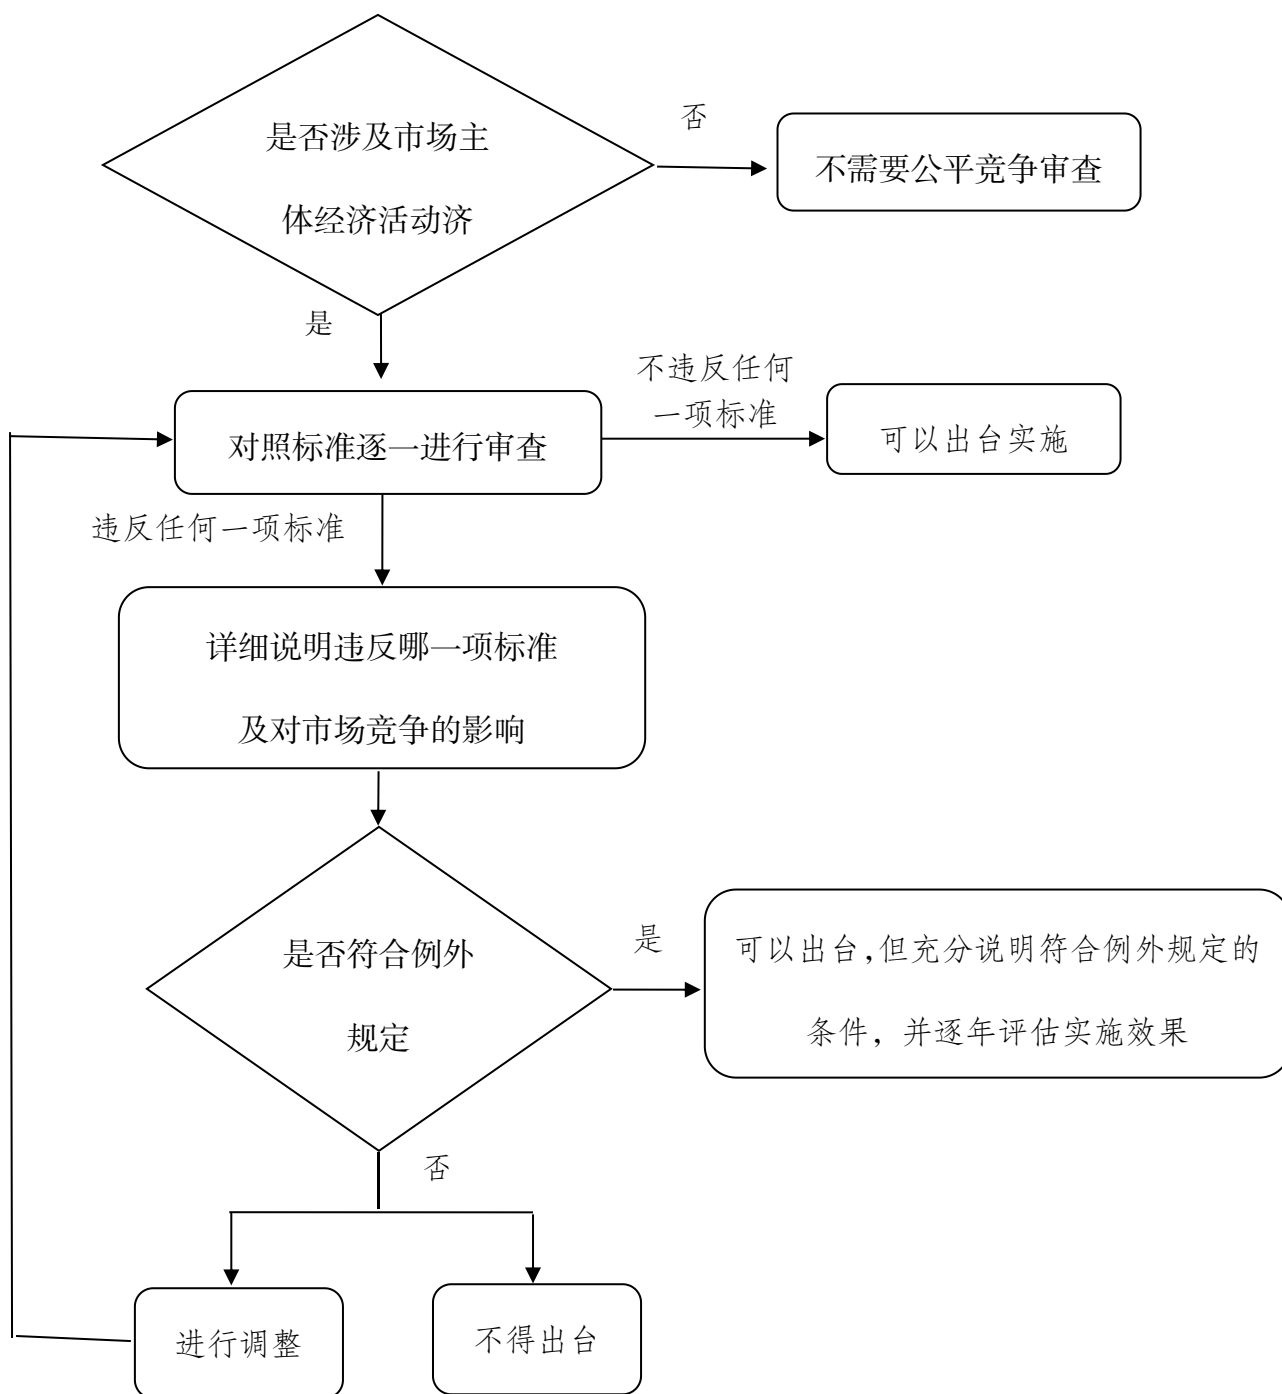 是否涉及市场主
体经济活动济
否
不需要公平竞争审查
是
对照标准逐一进行审查
不违反任何
一项标准
可以出台实施
违反任何一项标准
详细说明违反哪一项标准
及对市场竞争的影响
是否符合例外
规定
是
可以出台,但充分说明符合例外规定的
条件，并逐年评估实施效果
否
进行调整
不得出台